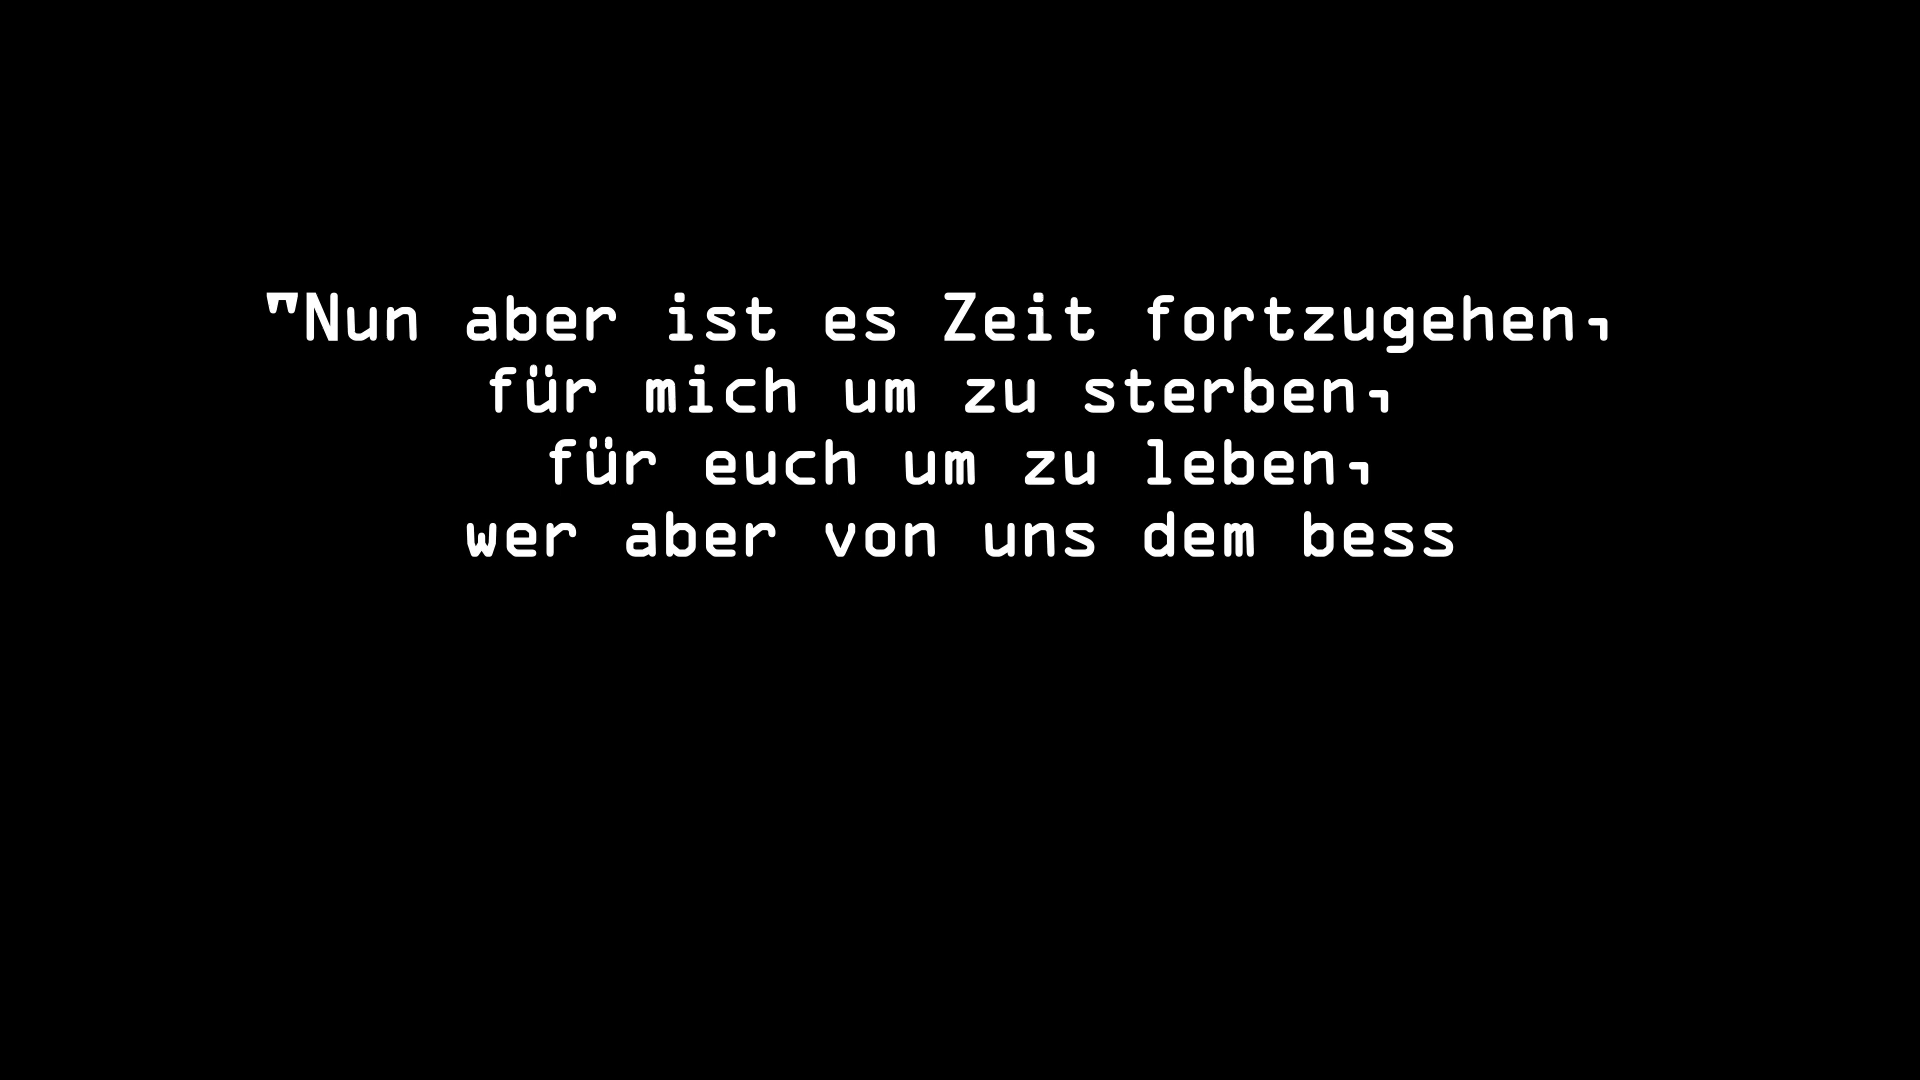 "Nun aber ist es Zeit fortzugehen,
für mich um zu sterben,
für euch um zu leben,
wer aber von uns dem bess